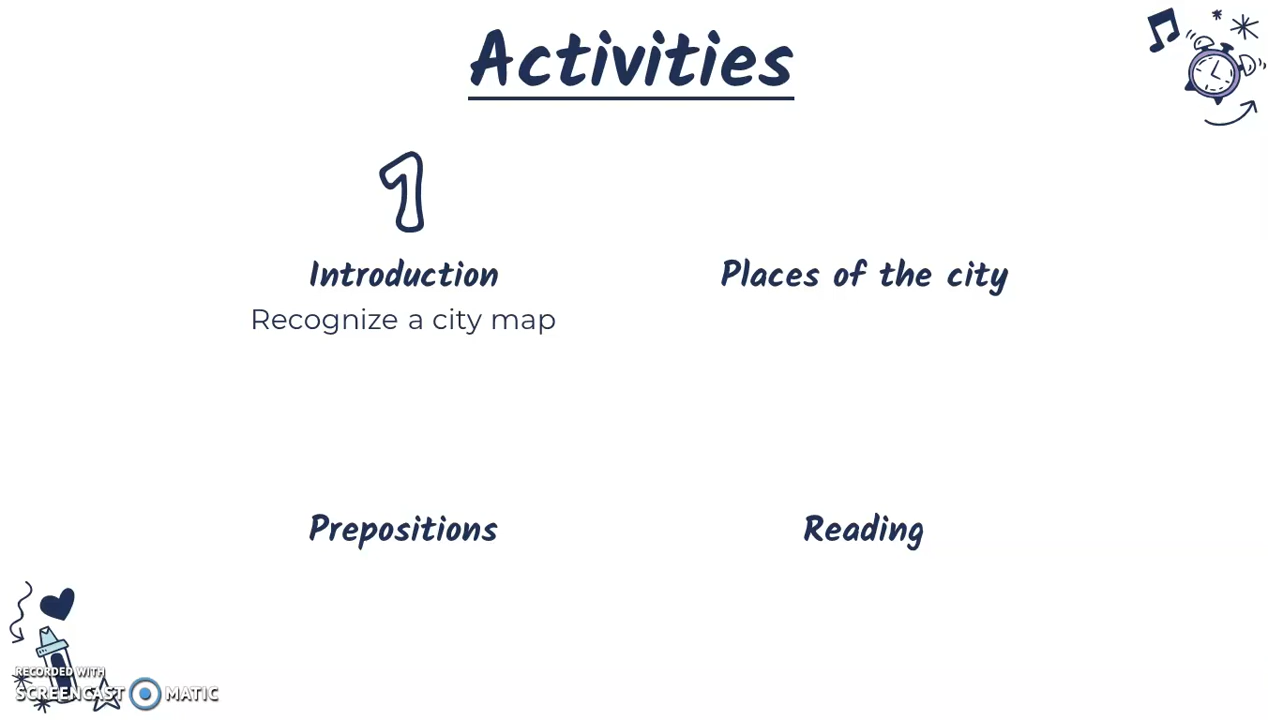 Activities
1
Introduction
Recognize a city map
Places of the city
Prepositions
Reading
RECORDED WITH
SCREENCAST MATIC